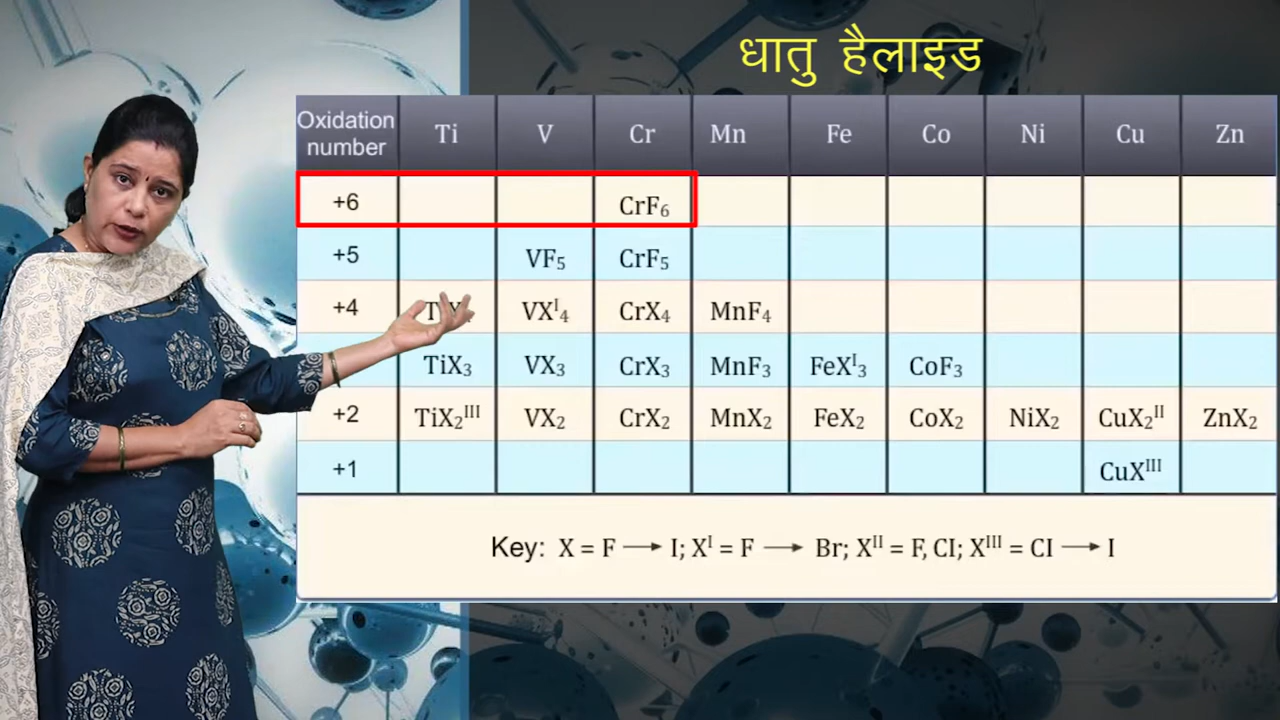 धातु हैलाइड
Oxidation number Ti V Cr Mn Fe Co Ni Cu Zn
+6 CrF₆
+5 VF₅ CrF₅
+4 VXᴵ₄ CrX₄ MnF₄
TiX₃ VX₃ CrX₃ MnF₃ FeXᴵ₃ CoF₃
+2 TiX₂ᴵᴵᴵ VX₂ CrX₂ MnX₂ FeX₂ CoX₂ NiX₂ CuX₂ᴵᴵ ZnX₂
+1 CuXᴵᴵᴵ
Key: X = F → I; Xᴵ = F → Br; Xᴵᴵ = F, CI; Xᴵᴵᴵ = CI → I